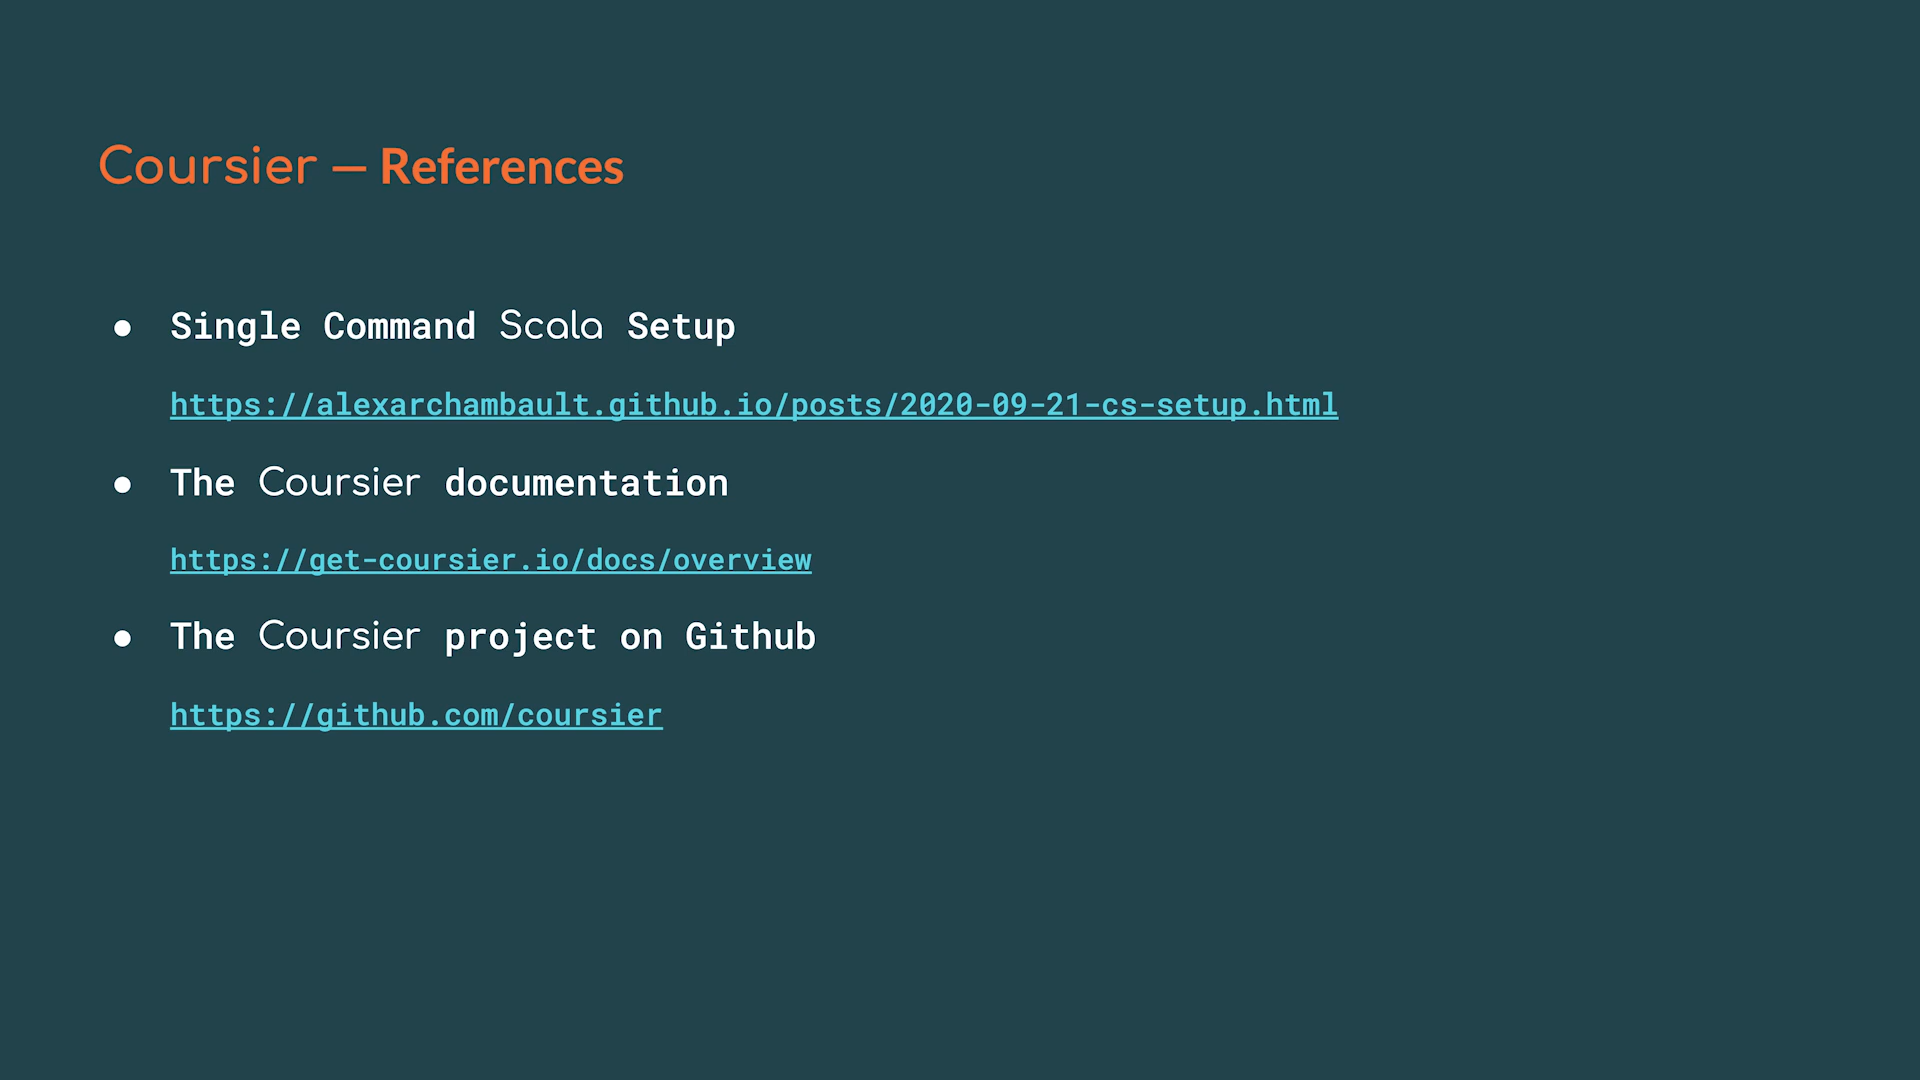 Coursier — References
● Single Command Scala Setup
https://alexarchambault.github.io/posts/2020-09-21-cs-setup.html
● The Coursier documentation
https://get-coursier.io/docs/overview
● The Coursier project on Github
https://github.com/coursier